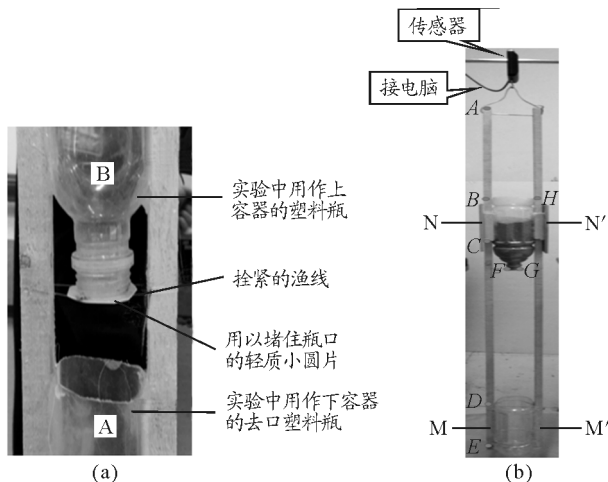 B
实验中用作上
容器的塑料瓶
拴紧的渔线
用以堵住瓶口
的轻质小圆片
实验中用作下容器
的去口塑料瓶
A
(a)
传感器
接电脑
A
B
H
N
N′
C
F
G
D
M
M′
E
(b)